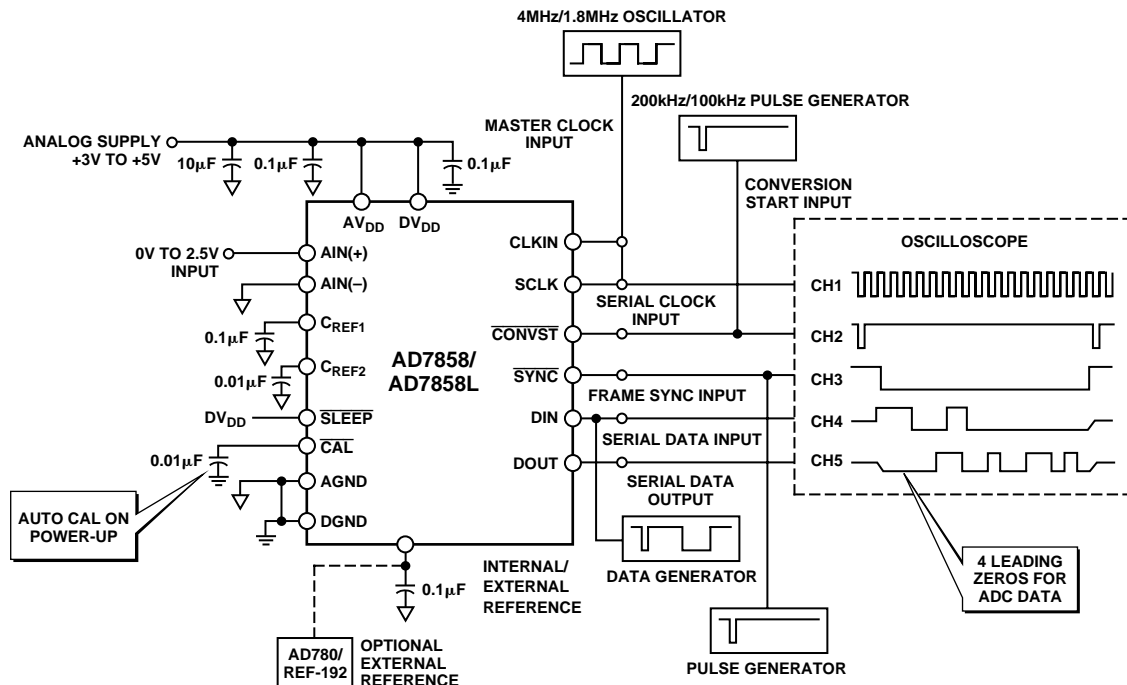 4MHz/1.8MHz OSCILLATOR
200kHz/100kHz PULSE GENERATOR
MASTER CLOCK
INPUT
ANALOG SUPPLY
+3V TO +5V
10µF
0.1µF
0.1µF
CONVERSION
START INPUT
AVDD
DVDD
OSCILLOSCOPE
0V TO 2.5V
INPUT
AIN(+)
CLKIN
AIN(–)
SCLK
CH1
SERIAL CLOCK
INPUT
CREF1
0.1µF
CONVST
CH2
AD7858/
AD7858L
CREF2
0.01µF
SYNC
CH3
FRAME SYNC INPUT
DVDD
SLEEP
DIN
CH4
SERIAL DATA INPUT
CAL
0.01µF
DOUT
CH5
SERIAL DATA
OUTPUT
AGND
AUTO CAL ON
POWER-UP
DGND
4 LEADING
ZEROS FOR
ADC DATA
DATA GENERATOR
INTERNAL/
EXTERNAL
REFERENCE
0.1µF
AD780/
REF-192
OPTIONAL
EXTERNAL
REFERENCE
PULSE GENERATOR